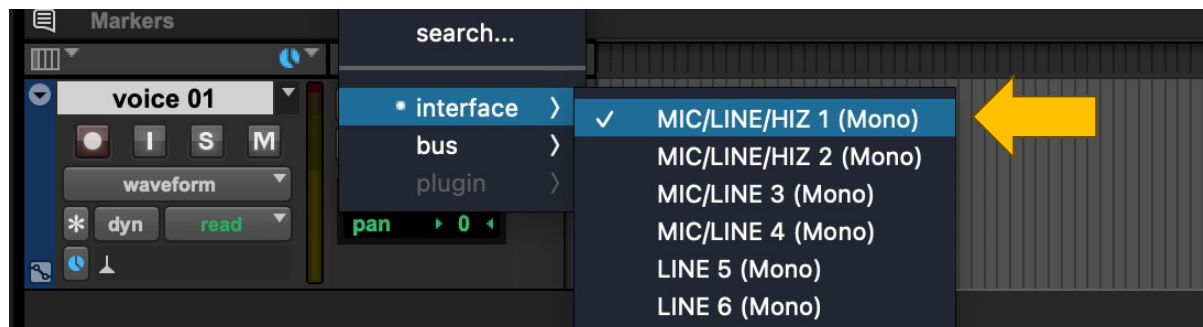 Markers
search...
voice 01
interface
MIC/LINE/HIZ 1 (Mono)
I S M
bus
MIC/LINE/HIZ 2 (Mono)
waveform
plugin
MIC/LINE 3 (Mono)
* dyn read
pan 0
MIC/LINE 4 (Mono)
LINE 5 (Mono)
LINE 6 (Mono)